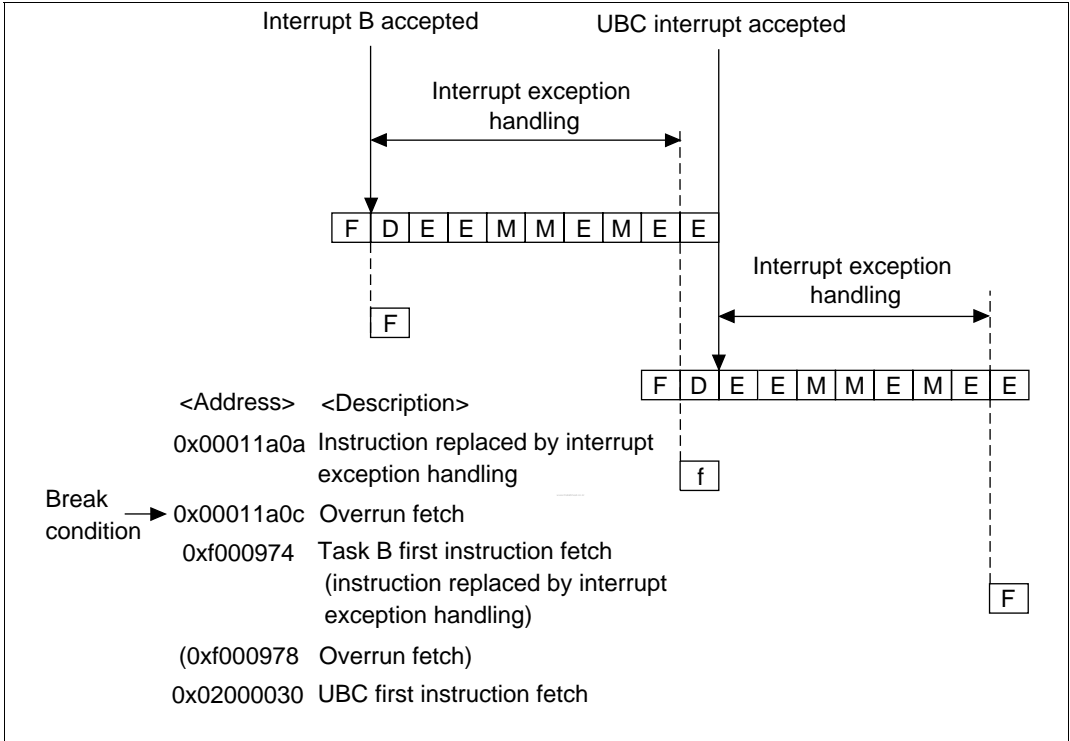 Interrupt B accepted
UBC interrupt accepted
Interrupt exception
handling
F D E E M M E M E E
Interrupt exception
handling
F
F D E E M M E M E E
<Address> <Description>
0x00011a0a Instruction replaced by interrupt
exception handling
f
Break
condition
0x00011a0c Overrun fetch
0xf000974 Task B first instruction fetch
(instruction replaced by interrupt
exception handling)
F
(0xf000978 Overrun fetch)
0x02000030 UBC first instruction fetch